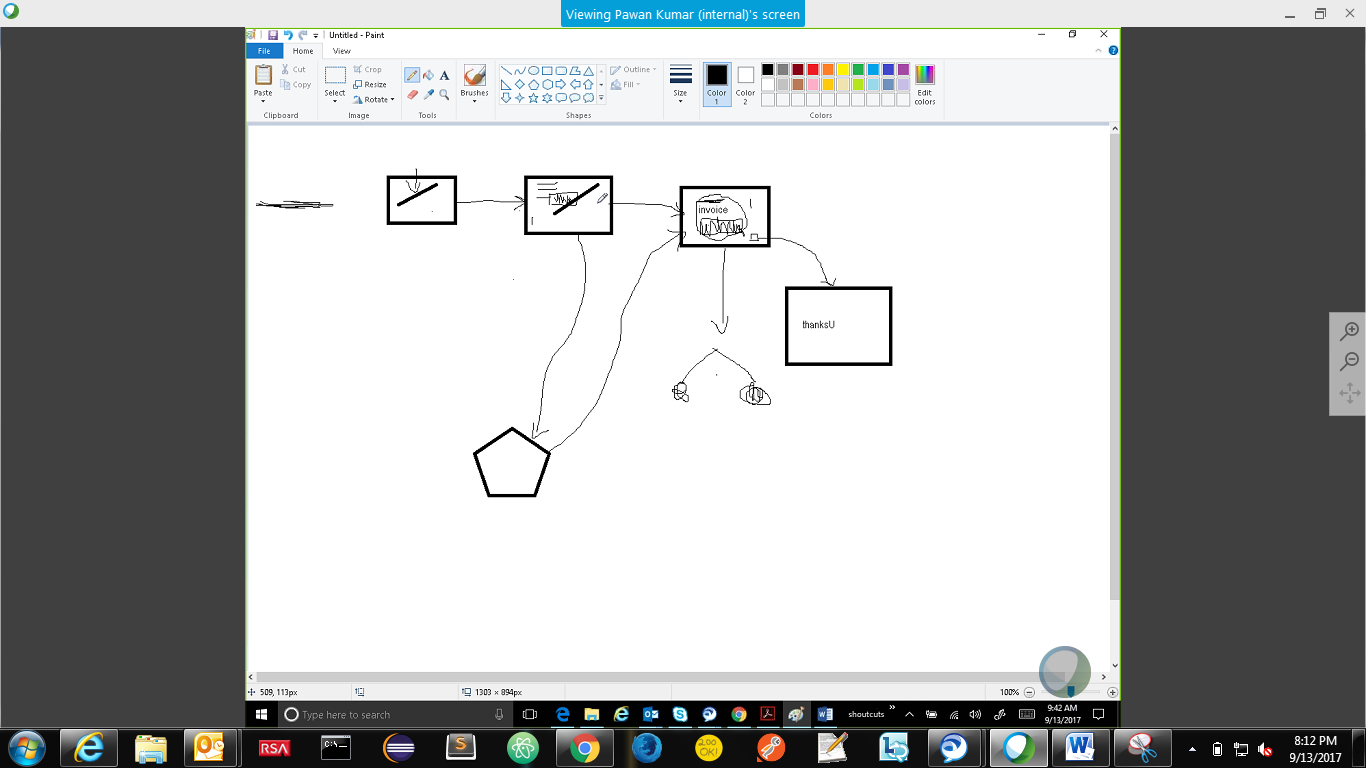 Viewing Pawan Kumar (internal)'s screen
Untitled - Paint
File Home View
Paste
Cut
Copy
Clipboard
Select
Crop
Resize
Rotate
Image
A
Tools
Brushes
Shapes
Outline
Fill
Size
Color 1
Color 2
Edit colors
Colors
invoice
thanksU
509, 113px
1303 × 894px
100%
Type here to search
shoutcuts
9:42 AM
9/13/2017
RSA
C:\_
S
200 OK!
8:12 PM
9/13/2017